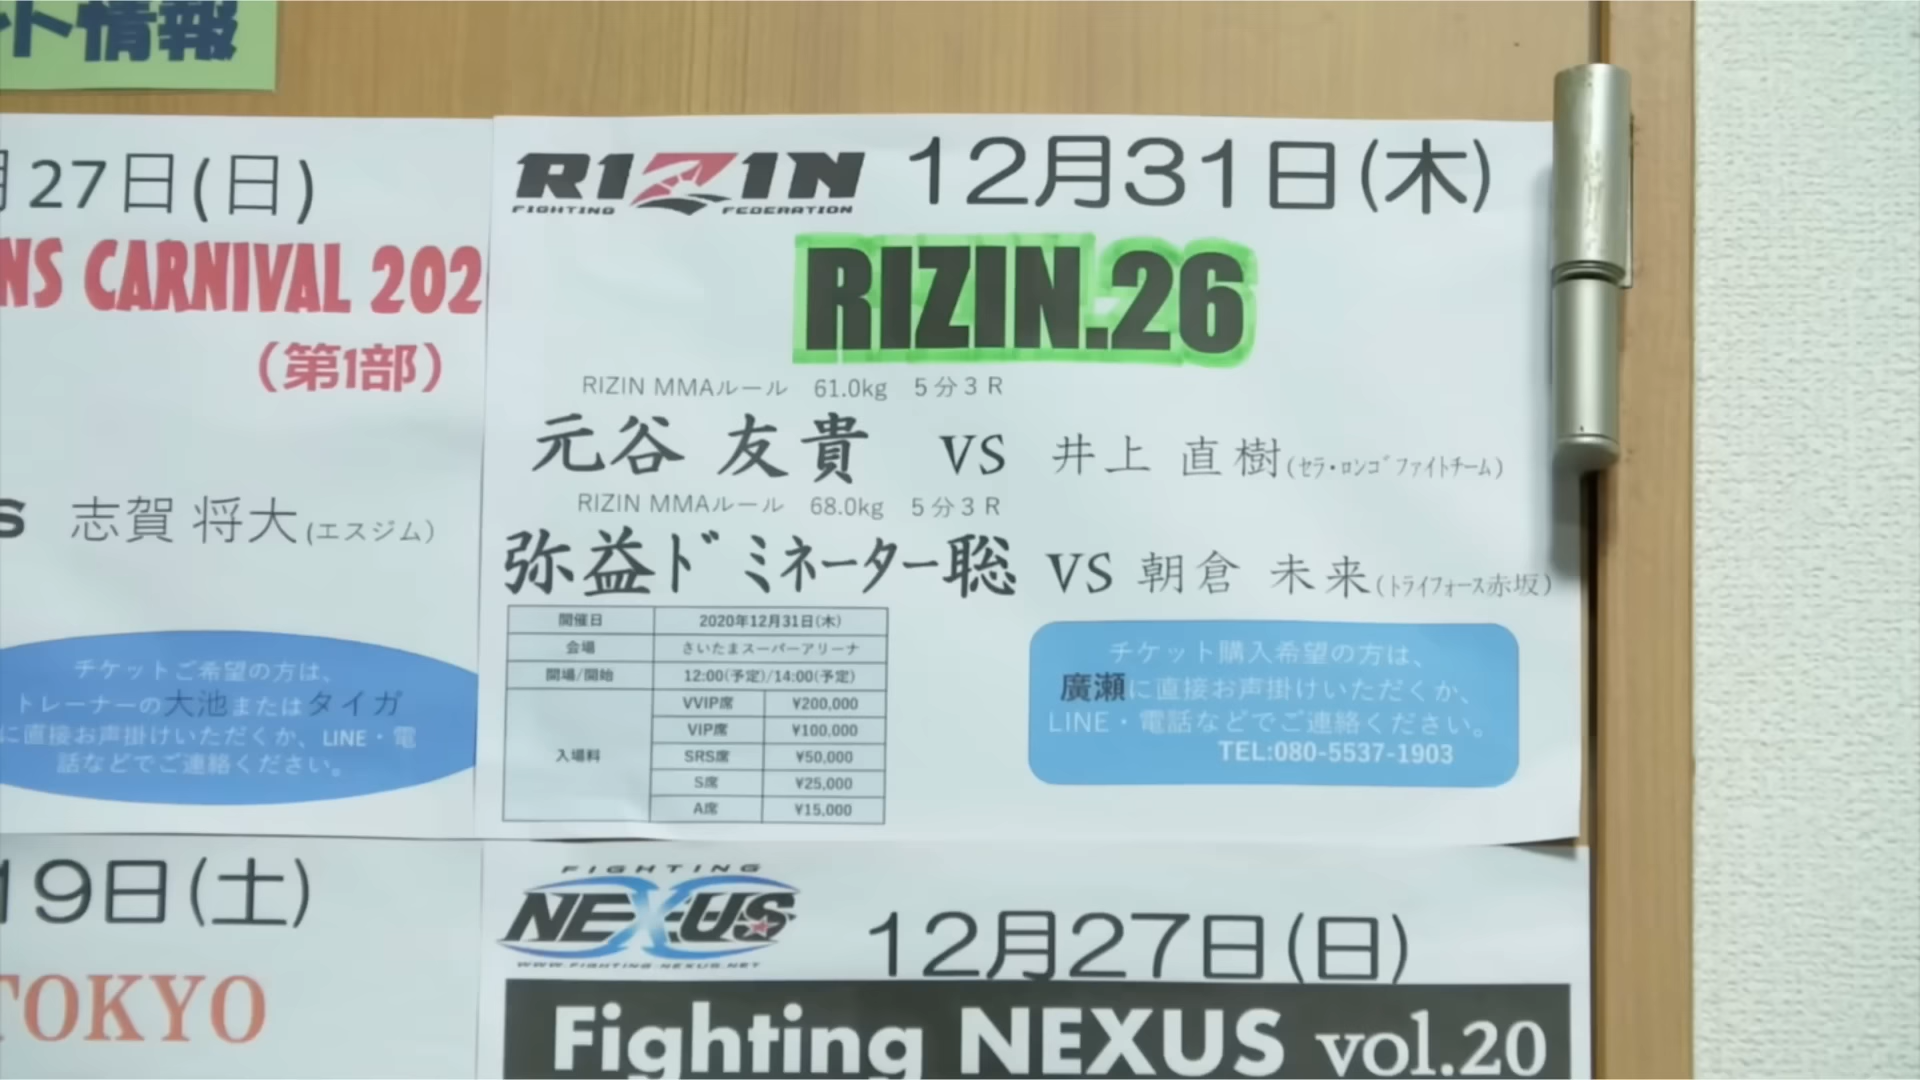 ト情報
27日(日)
NS CARNIVAL 202
（第1部）
志賀 将大(エスジム)
チケットご希望の方は、
トレーナーの大池またはタイガ
に直接お声掛けいただくか、LINE・電
話などでご連絡ください。
RIZIN
FIGHTING FEDERATION
12月31日(木)
RIZIN.26
RIZIN MMAルール 61.0kg 5分3R
元谷 友貴 VS 井上 直樹(セラ・ロンゴファイトチーム)
RIZIN MMAルール 68.0kg 5分3R
弥益ドミネーター聡 VS 朝倉 未来(トライフォース赤坂)
開催日 2020年12月31日(木)
会場 さいたまスーパーアリーナ
開場/開始 12:00(予定)/14:00(予定)
入場料
VVIP席 ¥200,000
VIP席 ¥100,000
SRS席 ¥50,000
S席 ¥25,000
A席 ¥15,000
チケット購入希望の方は、
廣瀬に直接お声掛けいただくか、
LINE・電話などでご連絡ください。
TEL:080-5537-1903
19日(土)
TOKYO
FIGHTING
NEXUS
WWW.FIGHTING-NEXUS.NET
12月27日(日)
Fighting NEXUS vol.20